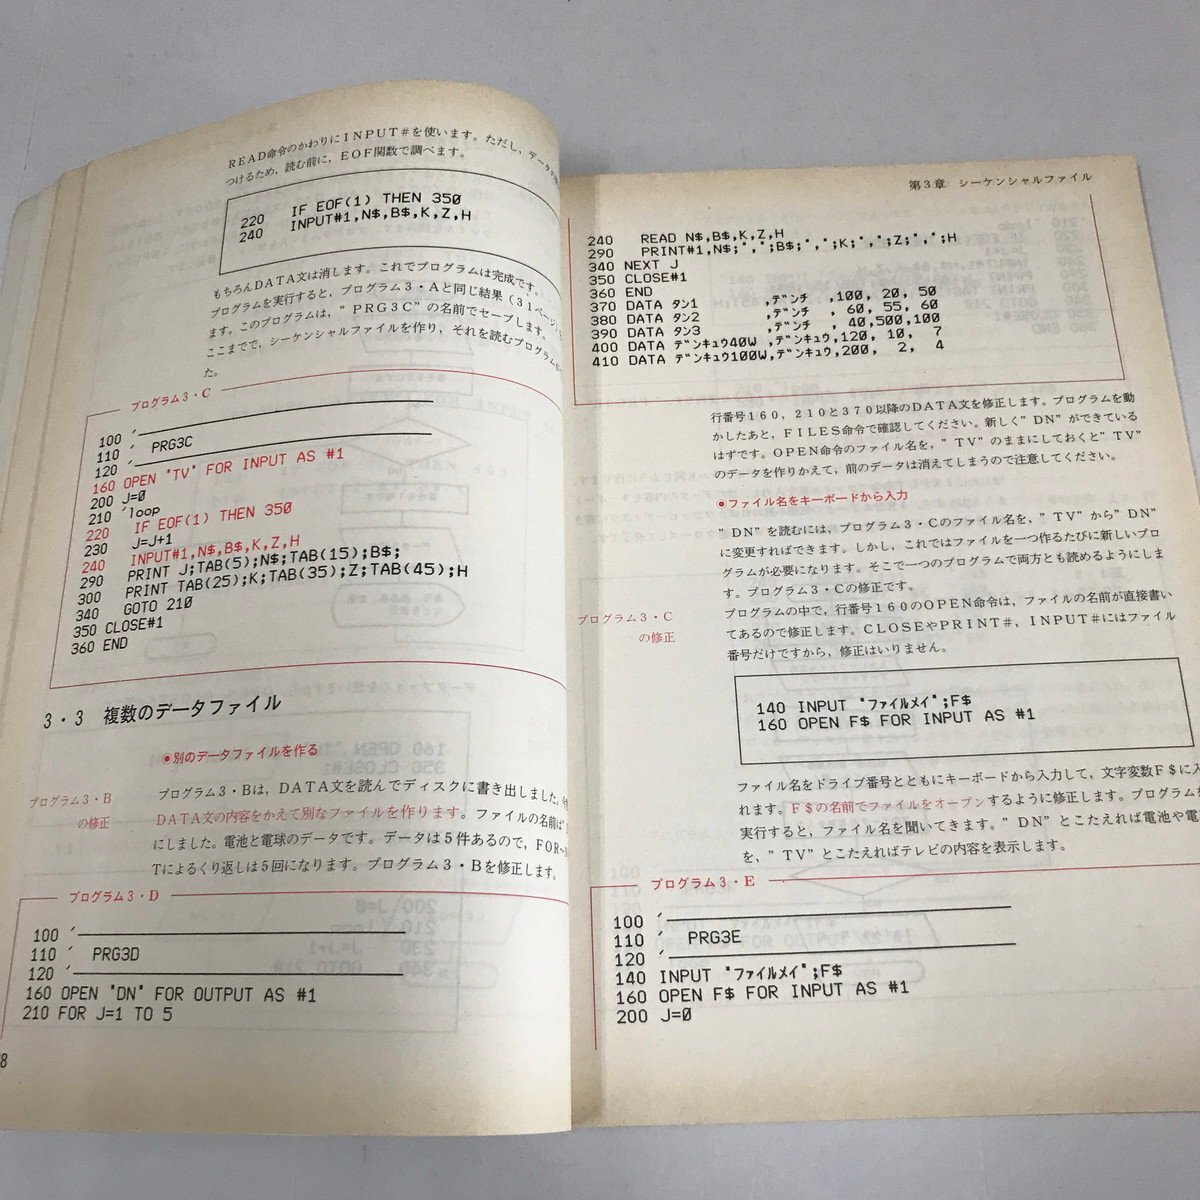 READ命令のかわりにINPUT#を使います。ただし、データの
つけるため、読む前に、EOF関数で調べます。
220 IF EOF(1) THEN 350
240 INPUT#1,N$,B$,K,Z,H
もちろんDATA文は消します。これでプログラムは完成です。
プログラムを実行すると、プログラム3・Aと同じ結果(31ページ)
ます。このプログラムは、"PRG3C"の名前でセーブします。
ここまでで、シーケンシャルファイルを作り、それを読むプログラム
た。
プログラム3・C
100 ´
110 ´ PRG3C
120 ´
160 OPEN "TV" FOR INPUT AS #1
200 J=0
210 ´loop
220 IF EOF(1) THEN 350
230 J=J+1
240 INPUT#1,N$,B$,K,Z,H
290 PRINT J;TAB(5);N$;TAB(15);B$;
300 PRINT TAB(25);K;TAB(35);Z;TAB(45);H
340 GOTO 210
350 CLOSE#1
360 END
3・3 複数のデータファイル
◉別のデータファイルを作る
プログラム3・B
の修正
プログラム3・Bは、DATA文を読んでディスクに書き出しました。
DATA文の内容をかえて別なファイルを作ります。ファイルの名前は"
にしました。電池と電球のデータです。データは5件あるので、FOR〜
Tによるくり返しは5回になります。プログラム3・Bを修正します。
プログラム3・D
100 ´
110 ´ PRG3D
120 ´
160 OPEN "DN" FOR OUTPUT AS #1
210 FOR J=1 TO 5
8
第3章 シーケンシャルファイル
240 READ N$,B$,K,Z,H
290 PRINT#1,N$;",";B$;",";K;",";Z;",";H
340 NEXT J
350 CLOSE#1
360 END
370 DATA タン1 ,デンチ ,100, 20, 50
380 DATA タン2 ,デンチ , 60, 55, 60
390 DATA タン3 ,デンチ , 40,500,100
400 DATA デンキュウ40W ,デンキュウ,120, 10, 7
410 DATA デンキュウ100W,デンキュウ,200, 2, 4
行番号160、210と370以降のDATA文を修正します。プログラムを動
かしたあと、FILES命令で確認してください。新しく"DN"ができている
はずです。OPEN命令のファイル名を、"TV"のままにしておくと"TV"
のデータを作りかえて、前のデータは消えてしまうので注意してください。
◉ファイル名をキーボードから入力
"DN"を読むには、プログラム3・Cのファイル名を、"TV"から"DN"
に変更すればできます。しかし、これではファイルを一つ作るたびに新しいプロ
グラムが必要になります。そこで一つのプログラムで両方とも読めるようにしま
す。プログラム3・Cの修正です。
プログラム3・C
の修正
プログラムの中で、行番号160のOPEN命令は、ファイルの名前が直接書い
てあるので修正します。CLOSEやPRINT#、INPUT#にはファイル
番号だけですから、修正はいりません。
140 INPUT "ファイルメイ";F$
160 OPEN F$ FOR INPUT AS #1
ファイル名をドライブ番号とともにキーボードから入力して、文字変数F$に入
れます。F$の名前でファイルをオープンするように修正します。プログラムを
実行すると、ファイル名を聞いてきます。"DN"とこたえれば電池や電
を、"TV"とこたえればテレビの内容を表示します。
プログラム3・E
100 ´
110 ´ PRG3E
120 ´
140 INPUT "ファイルメイ";F$
160 OPEN F$ FOR INPUT AS #1
200 J=0